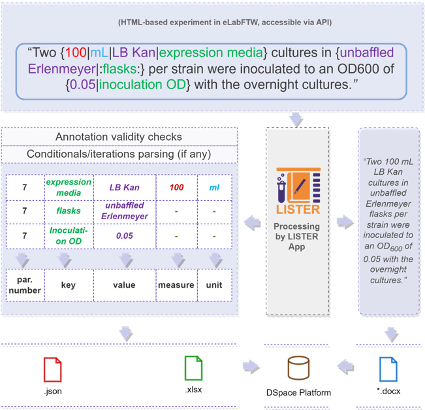 (HTML-based experiment in eLabFTW, accessible via API)
"Two {100|mL|LB Kan|expression media} cultures in {unbaffled
Erlenmeyer|:flasks:} per strain were inoculated to an OD600 of
{0.05|inoculation OD} with the overnight cultures."
Annotation validity checks
Conditionals/iterations parsing (if any)
7 expression media LB Kan 100 ml
7 flasks unbaffled Erlenmeyer - -
7 Inoculati-on OD 0.05 - -
par. number key value measure unit
LISTER
Processing
by LISTER
App
"Two 100 mL
LB Kan
cultures in
unbaffled
Erlenmeyer
flasks per
strain were
inoculated to
an OD600 of
0.05 with the
overnight
cultures."
.json
.xlsx
DSpace Platform
*.docx